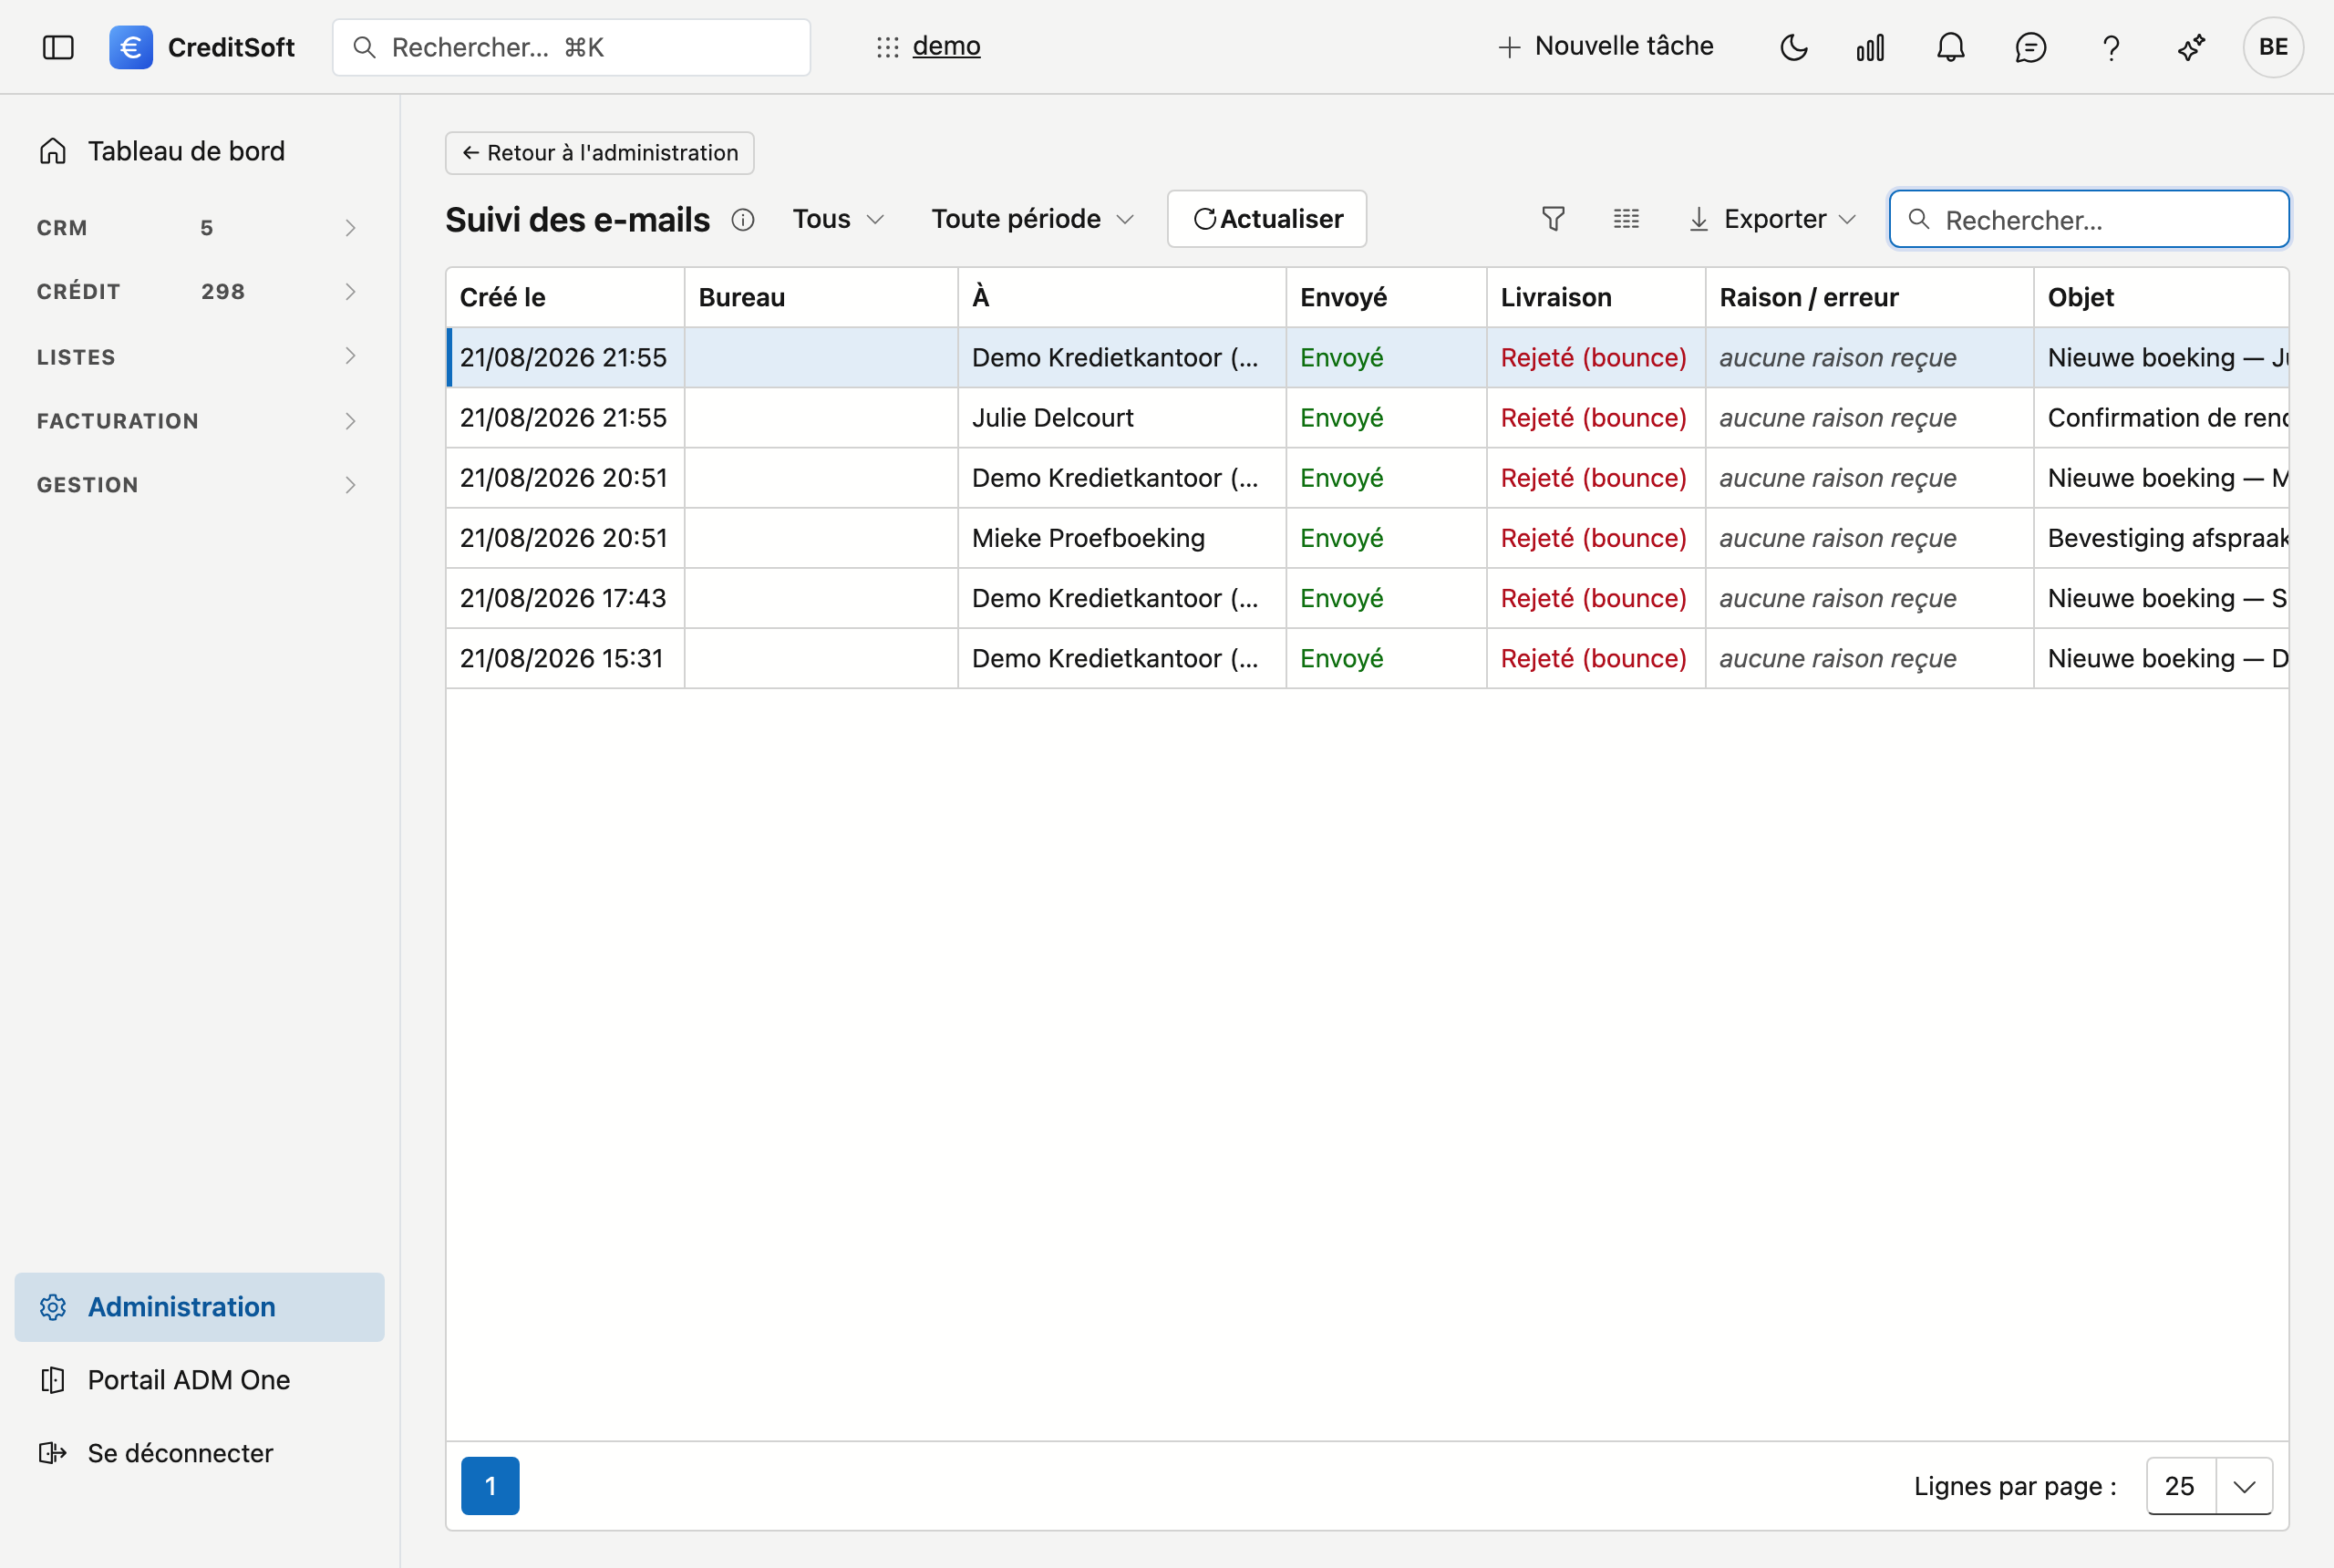 CreditSoft
Rechercher... ⌘K
demo
Nouvelle tâche
BE
Tableau de bord
CRM 5
CRÉDIT 298
LISTES
FACTURATION
GESTION
Administration
Portail ADM One
Se déconnecter
← Retour à l'administration
Suivi des e-mails
Tous
Toute période
Actualiser
Exporter
Rechercher...
Créé le Bureau À Envoyé Livraison Raison / erreur Objet
21/08/2026 21:55 Demo Kredietkantoor (... Envoyé Rejeté (bounce) aucune raison reçue Nieuwe boeking — Ju
21/08/2026 21:55 Julie Delcourt Envoyé Rejeté (bounce) aucune raison reçue Confirmation de rend
21/08/2026 20:51 Demo Kredietkantoor (... Envoyé Rejeté (bounce) aucune raison reçue Nieuwe boeking — M
21/08/2026 20:51 Mieke Proefboeking Envoyé Rejeté (bounce) aucune raison reçue Bevestiging afspraak
21/08/2026 17:43 Demo Kredietkantoor (... Envoyé Rejeté (bounce) aucune raison reçue Nieuwe boeking — S
21/08/2026 15:31 Demo Kredietkantoor (... Envoyé Rejeté (bounce) aucune raison reçue Nieuwe boeking — D
1
Lignes par page :
25